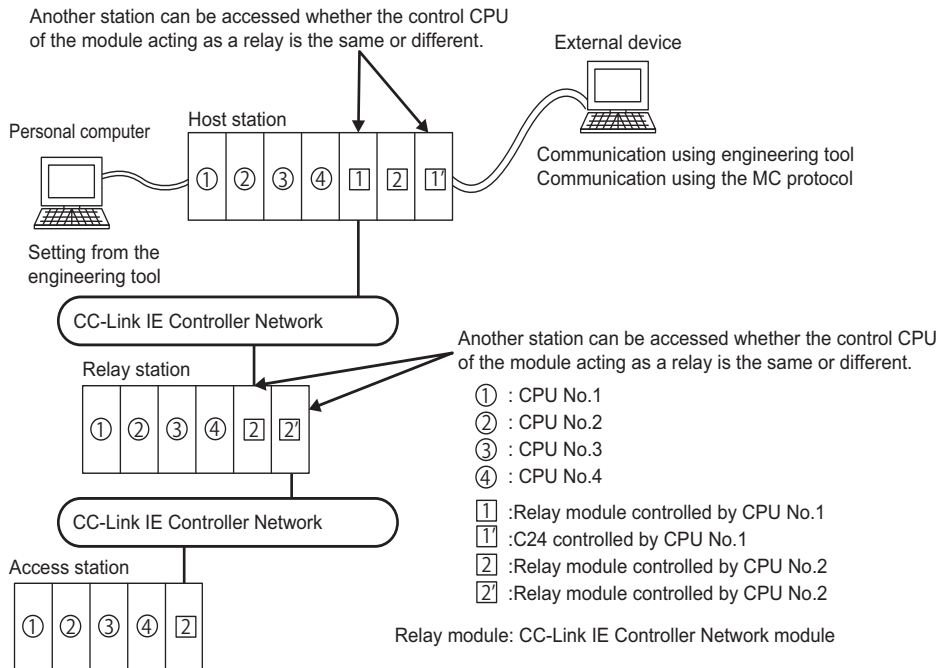 Another station can be accessed whether the control CPU
of the module acting as a relay is the same or different.
External device
Personal computer
Host station
① ② ③ ④ 1 2 1'
Communication using engineering tool
Communication using the MC protocol
Setting from the
engineering tool
CC-Link IE Controller Network
Another station can be accessed whether the control CPU
of the module acting as a relay is the same or different.
Relay station
① ② ③ ④ 2 2'
① : CPU No.1
② : CPU No.2
③ : CPU No.3
④ : CPU No.4
1 :Relay module controlled by CPU No.1
1' :C24 controlled by CPU No.1
2 :Relay module controlled by CPU No.2
2' :Relay module controlled by CPU No.2
CC-Link IE Controller Network
Access station
① ② ③ ④ 2
Relay module: CC-Link IE Controller Network module